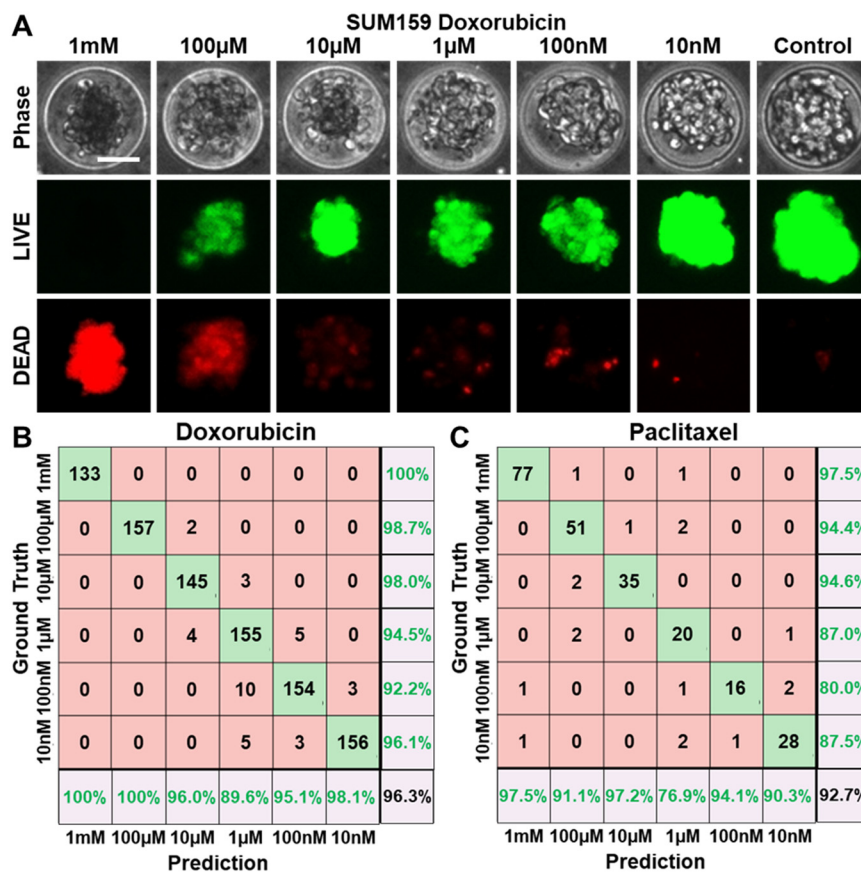 A
SUM159 Doxorubicin
1mM 100µM 10µM 1µM 100nM 10nM Control
Phase
LIVE
DEAD
B Doxorubicin
Ground Truth
1mM 133 0 0 0 0 0 100%
100µM 0 157 2 0 0 0 98.7%
10µM 0 0 145 3 0 0 98.0%
1µM 0 0 4 155 5 0 94.5%
100nM 0 0 0 10 154 3 92.2%
10nM 0 0 0 5 3 156 96.1%
100% 100% 96.0% 89.6% 95.1% 98.1% 96.3%
1mM 100µM 10µM 1µM 100nM 10nM
Prediction
C Paclitaxel
Ground Truth
1mM 77 1 0 1 0 0 97.5%
100µM 0 51 1 2 0 0 94.4%
10µM 0 2 35 0 0 0 94.6%
1µM 0 2 0 20 0 1 87.0%
100nM 1 0 0 1 16 2 80.0%
10nM 1 0 0 2 1 28 87.5%
97.5% 91.1% 97.2% 76.9% 94.1% 90.3% 92.7%
1mM 100µM 10µM 1µM 100nM 10nM
Prediction